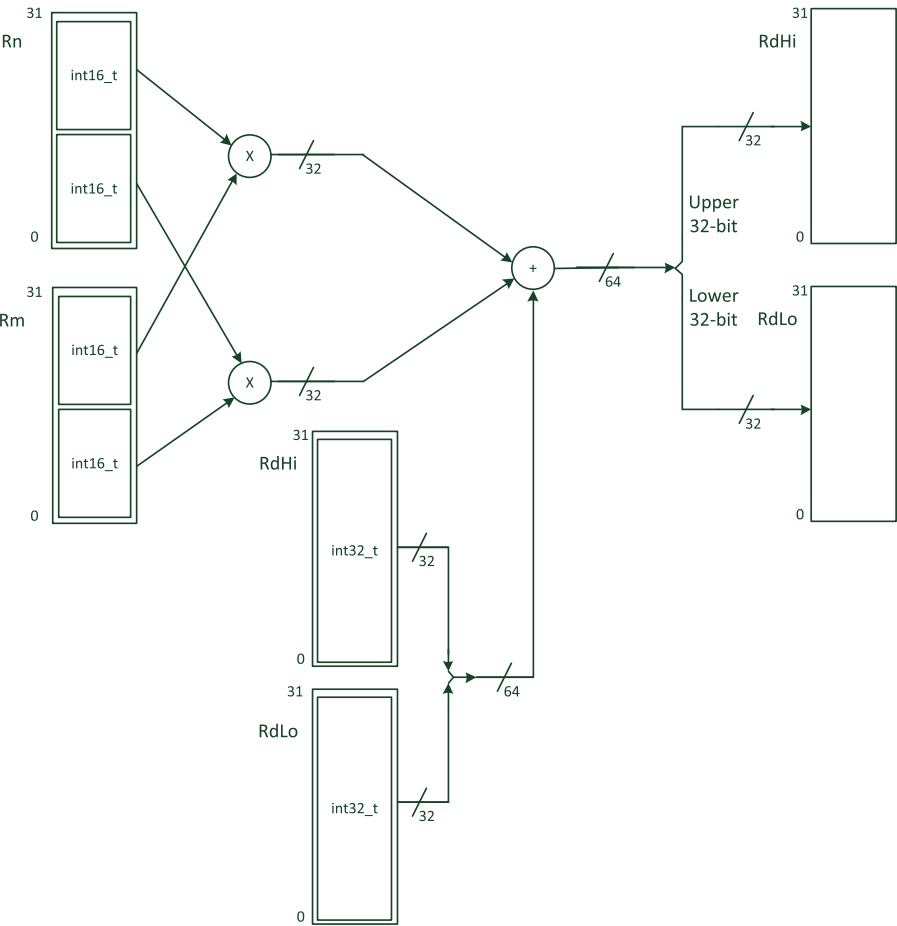 31
Rn
int16_t
int16_t
0
31
Rm
int16_t
int16_t
0
X
32
X
32
31
RdHi
int32_t
32
0
31
RdLo
int32_t
32
0
64
+
64
Upper
32-bit
Lower
32-bit
32
32
31
RdHi
0
31
RdLo
0